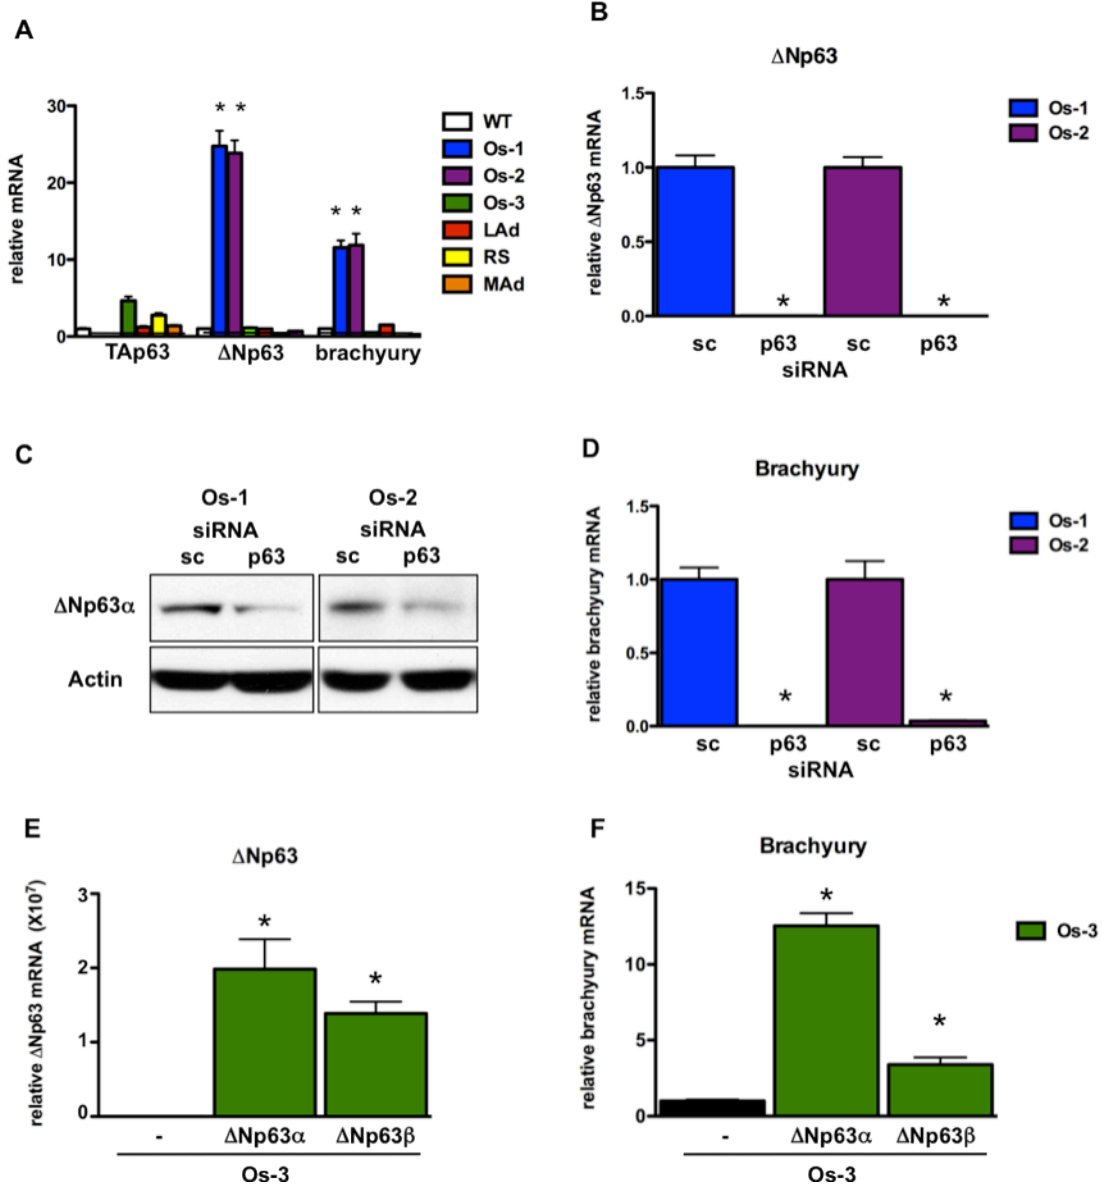 A
relative mRNA
30
20
10
0
* *
* *
TAp63 ΔNp63 brachyury
WT
Os-1
Os-2
Os-3
LAd
RS
MAd
B
ΔNp63
relative ΔNp63 mRNA
1.5
1.0
0.5
0.0
* *
sc p63 sc p63
siRNA
Os-1
Os-2
C
Os-1 Os-2
siRNA siRNA
sc p63 sc p63
ΔNp63α
Actin
D
Brachyury
relative brachyury mRNA
1.5
1.0
0.5
0.0
* *
sc p63 sc p63
siRNA
Os-1
Os-2
E
ΔNp63
relative ΔNp63 mRNA (X10⁷)
3
2
1
0
*
*
- ΔNp63α ΔNp63β
Os-3
F
Brachyury
relative brachyury mRNA
15
10
5
0
*
*
- ΔNp63α ΔNp63β
Os-3
Os-3